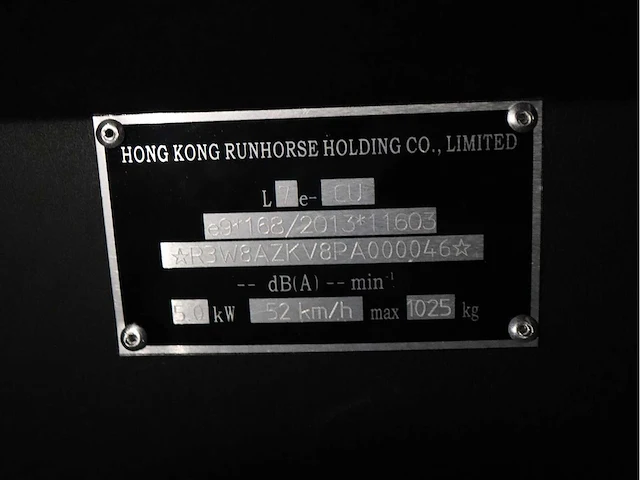 HONG KONG RUNHORSE HOLDING CO., LIMITED
L 7 e- CU
e9*168/2013*11603
☆R3W8AZKV8PA000046☆
-- dB(A) -- min⁻¹
5.0 kW 52 km/h max 1025 kg